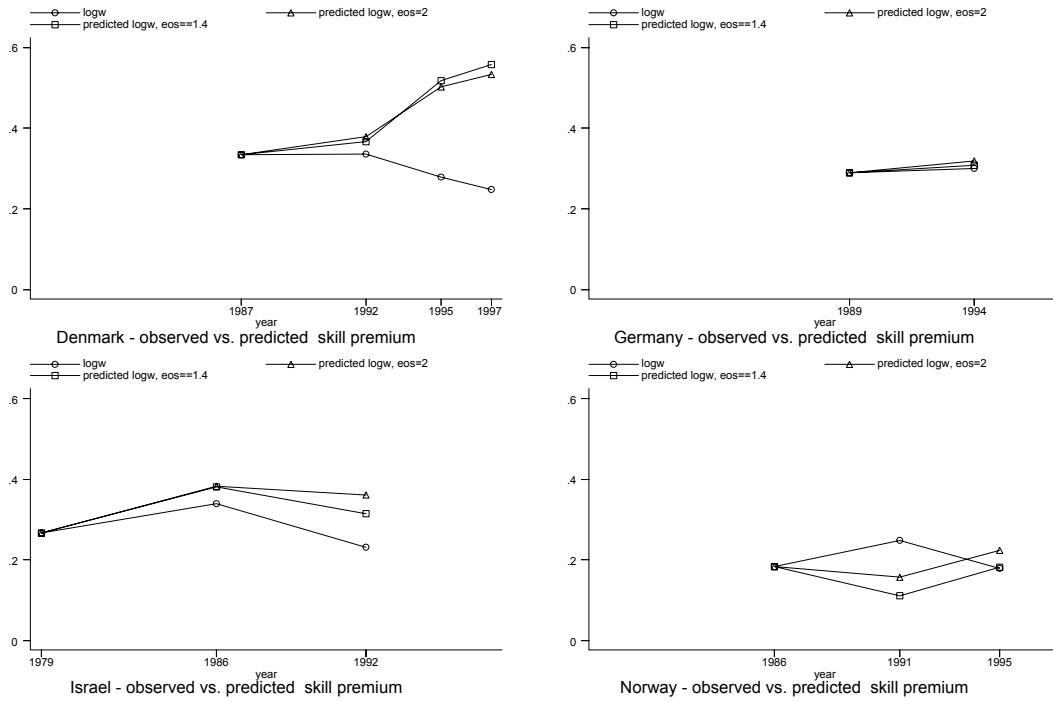 logw
predicted logw, eos=2
predicted logw, eos==1.4
.6
.4
.2
0
1987
1992
1995
1997
year
Denmark - observed vs. predicted skill premium
logw
predicted logw, eos=2
predicted logw, eos==1.4
.6
.4
.2
0
1989
1994
year
Germany - observed vs. predicted skill premium
logw
predicted logw, eos=2
predicted logw, eos==1.4
.6
.4
.2
0
1979
1986
1992
year
Israel - observed vs. predicted skill premium
logw
predicted logw, eos=2
predicted logw, eos==1.4
.6
.4
.2
0
1986
1991
1995
year
Norway - observed vs. predicted skill premium